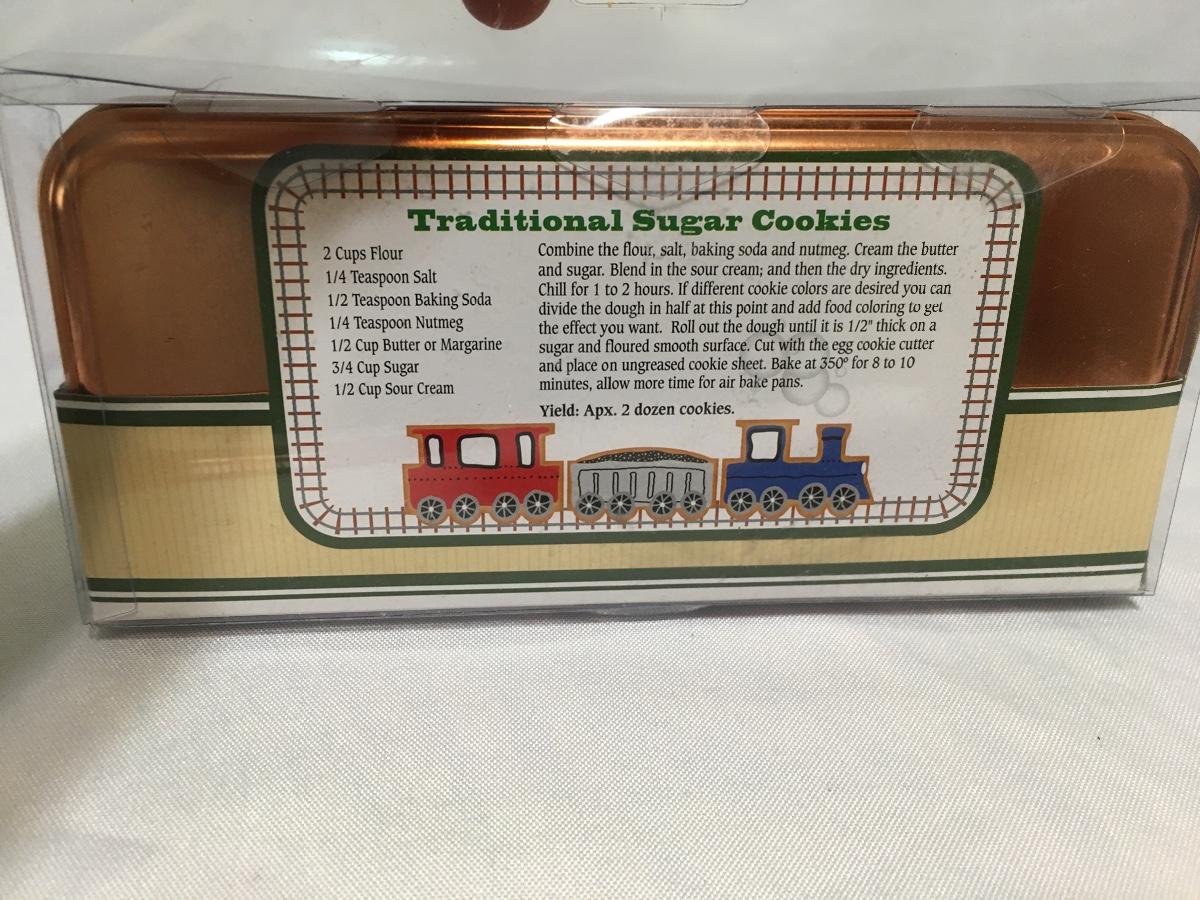 Traditional Sugar Cookies
2 Cups Flour
1/4 Teaspoon Salt
1/2 Teaspoon Baking Soda
1/4 Teaspoon Nutmeg
1/2 Cup Butter or Margarine
3/4 Cup Sugar
1/2 Cup Sour Cream
Combine the flour, salt, baking soda and nutmeg. Cream the butter
and sugar. Blend in the sour cream; and then the dry ingredients.
Chill for 1 to 2 hours. If different cookie colors are desired you can
divide the dough in half at this point and add food coloring to get
the effect you want. Roll out the dough until it is 1/2" thick on a
sugar and floured smooth surface. Cut with the egg cookie cutter
and place on ungreased cookie sheet. Bake at 350º for 8 to 10
minutes, allow more time for air bake pans.
Yield: Apx. 2 dozen cookies.